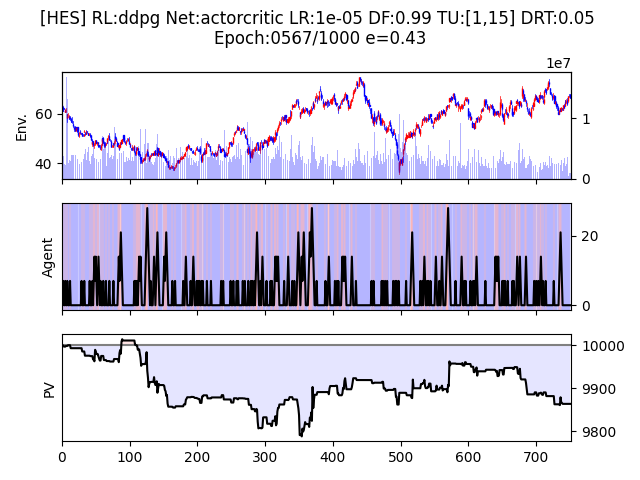 [HES] RL:ddpg Net:actorcritic LR:1e-05 DF:0.99 TU:[1,15] DRT:0.05
Epoch:0567/1000 e=0.43
1e7
Env.
60
40
1
0
Agent
20
0
PV
10000
9900
9800
0 100 200 300 400 500 600 700